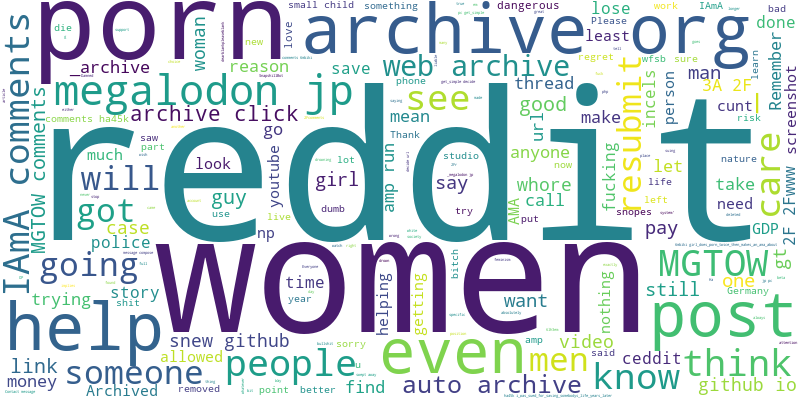 reddit
women
porn
archive org
megalodon jp
web archive
archive click
help
post
even
see
care
resubmit
MGTOW
think
know
people
men
someone
going
will
got
IAmA comments
MGTOW comments
auto archive
snew github
github io
ceddit
video
want
say
guy
girl
look
go
youtube
time
year
helping
getting
nothing
still
pay
one
let
life
need
take
GDP
gt
2F 2Fwww
3A 2F
Remember
screenshot
done
lose
least
man
person
incals
fucking
make
url
good
thread
mean
phone
anyone
whore
call
AMA
amp run
Thank
studio
try
put
np
love
small child
something
dangerous
Please
IAmA
work
bad
regret
wfsb
sure
cunt
risk
nature
left
snopes
save
reason
woman
archive
die
new
saw
part
much
comments ha45k
case
police
story
shit
trying
link
money
Archived
removed
allowed
find
point
better
sorry
use
live
dumb
lot
now
bitch
amp
said
Germany
learn
specific
absolutely